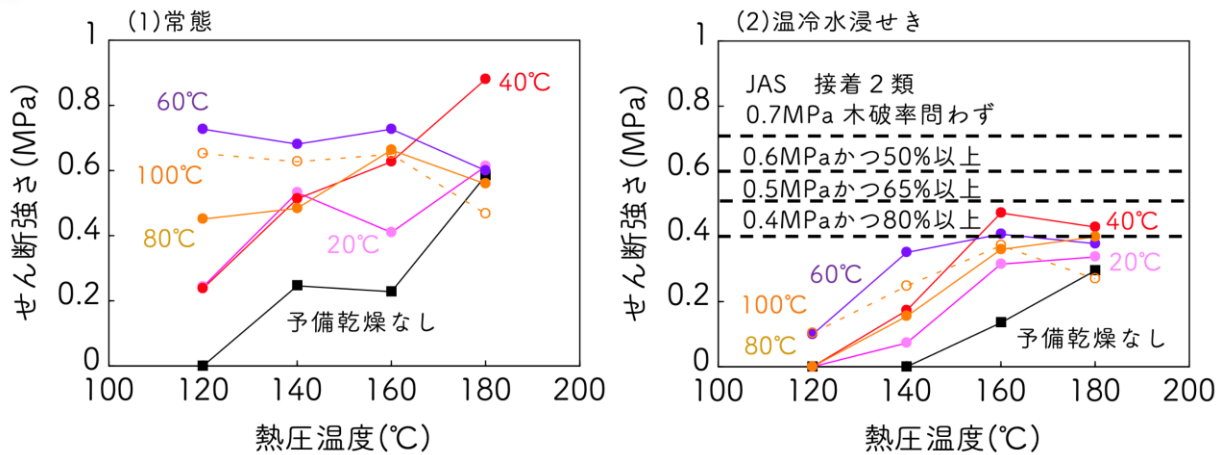 (1)常態
せん断強さ(MPa)
1
0.8
0.6
0.4
0.2
0
100
120
140
160
180
200
熱圧温度(℃)
60℃
40℃
100℃
80℃
20℃
予備乾燥なし
(2)温冷水浸せき
せん断強さ(MPa)
1
0.8
0.6
0.4
0.2
0
100
120
140
160
180
200
熱圧温度(℃)
JAS 接着2類
0.7MPa 木破率問わず
0.6MPaかつ50%以上
0.5MPaかつ65%以上
0.4MPaかつ80%以上
40℃
60℃
20℃
100℃
80℃
予備乾燥なし